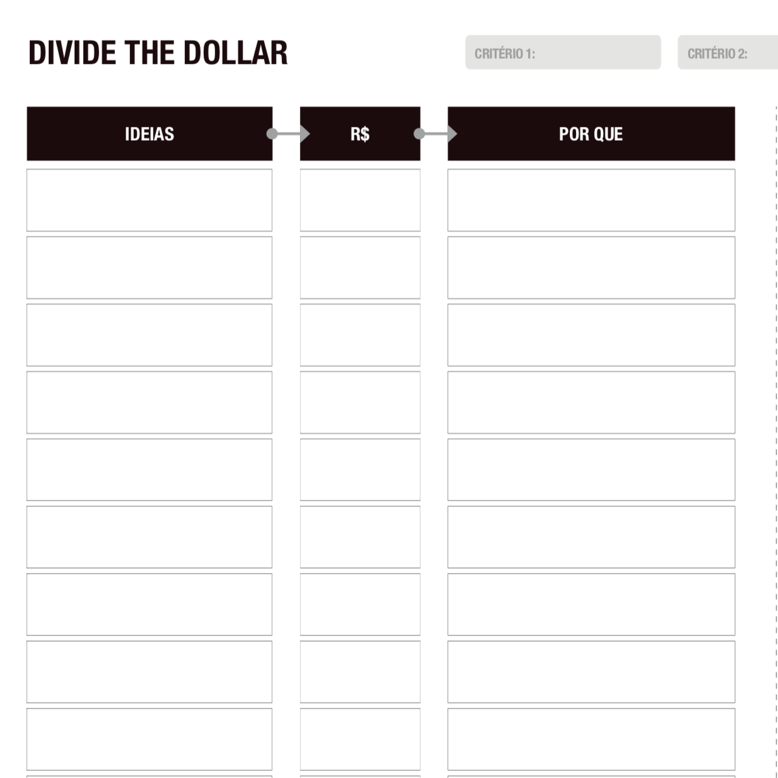 DIVIDE THE DOLLAR
CRITÉRIO 1:
CRITÉRIO 2:
IDEIAS
R$
POR QUE